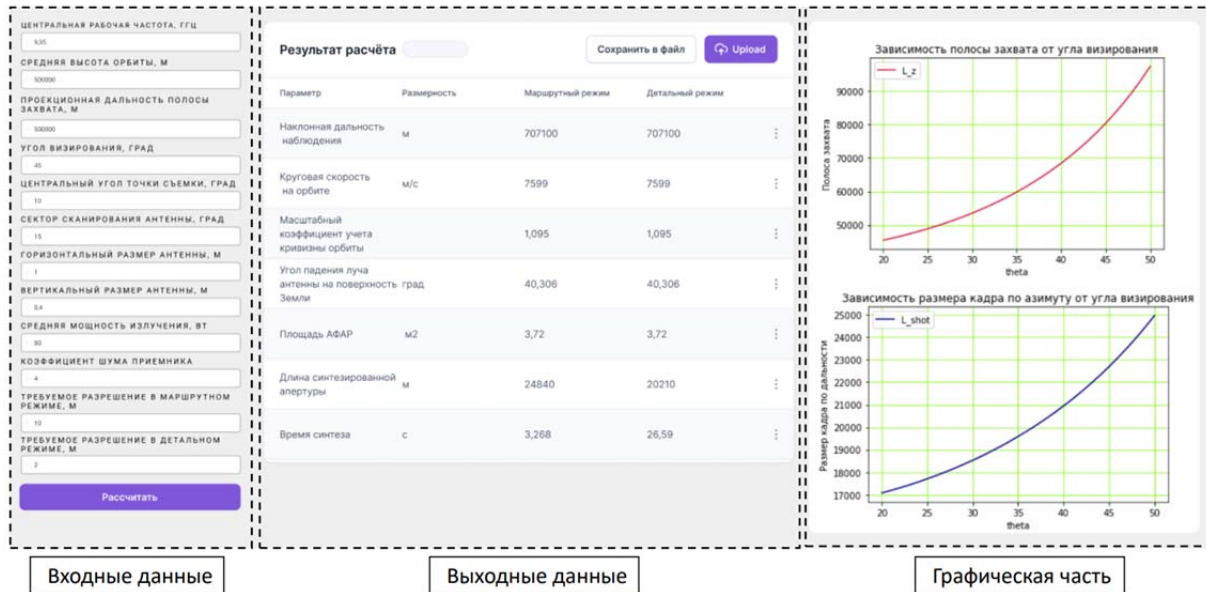 ЦЕНТРАЛЬНАЯ РАБОЧАЯ ЧАСТОТА, ГГЦ
9,35
СРЕДНЯЯ ВЫСОТА ОРБИТЫ, М
500000
ПРОЕКЦИОННАЯ ДАЛЬНОСТЬ ПОЛОСЫ
ЗАХВАТА, М
500000
УГОЛ ВИЗИРОВАНИЯ, ГРАД
45
ЦЕНТРАЛЬНЫЙ УГОЛ ТОЧКИ СЪЕМКИ, ГРАД
10
СЕКТОР СКАНИРОВАНИЯ АНТЕННЫ, ГРАД
15
ГОРИЗОНТАЛЬНЫЙ РАЗМЕР АНТЕННЫ, М
1
ВЕРТИКАЛЬНЫЙ РАЗМЕР АНТЕННЫ, М
0,4
СРЕДНЯЯ МОЩНОСТЬ ИЗЛУЧЕНИЯ, ВТ
80
КОЭФФИЦИЕНТ ШУМА ПРИЕМНИКА
4
ТРЕБУЕМОЕ РАЗРЕШЕНИЕ В МАРШРУТНОМ
РЕЖИМЕ, М
10
ТРЕБУЕМОЕ РАЗРЕШЕНИЕ В ДЕТАЛЬНОМ
РЕЖИМЕ, М
2
Рассчитать
Входные данные
Результат расчёта
Сохранить в файл
Upload
Параметр Размерность Маршрутный режим Детальный режим
Наклонная дальность
наблюдения
м 707100 707100
Круговая скорость
на орбите
м/с 7599 7599
Масштабный
коэффициент учета
кривизны орбиты
1,095 1,095
Угол падения луча
антенны на поверхность
Земли
град 40,306 40,306
Площадь АФАР м2 3,72 3,72
Длина синтезированной
апертуры
м 24840 20210
Время синтеза с 3,268 26,59
Выходные данные
Зависимость полосы захвата от угла визирования
L_z
Полоса захвата
90000
80000
70000
60000
50000
20 25 30 35 40 45 50
theta
Зависимость размера кадра по азимуту от угла визирования
L_shot
Размер кадра по дальности
25000
24000
23000
22000
21000
20000
19000
18000
17000
20 25 30 35 40 45 50
theta
Графическая часть